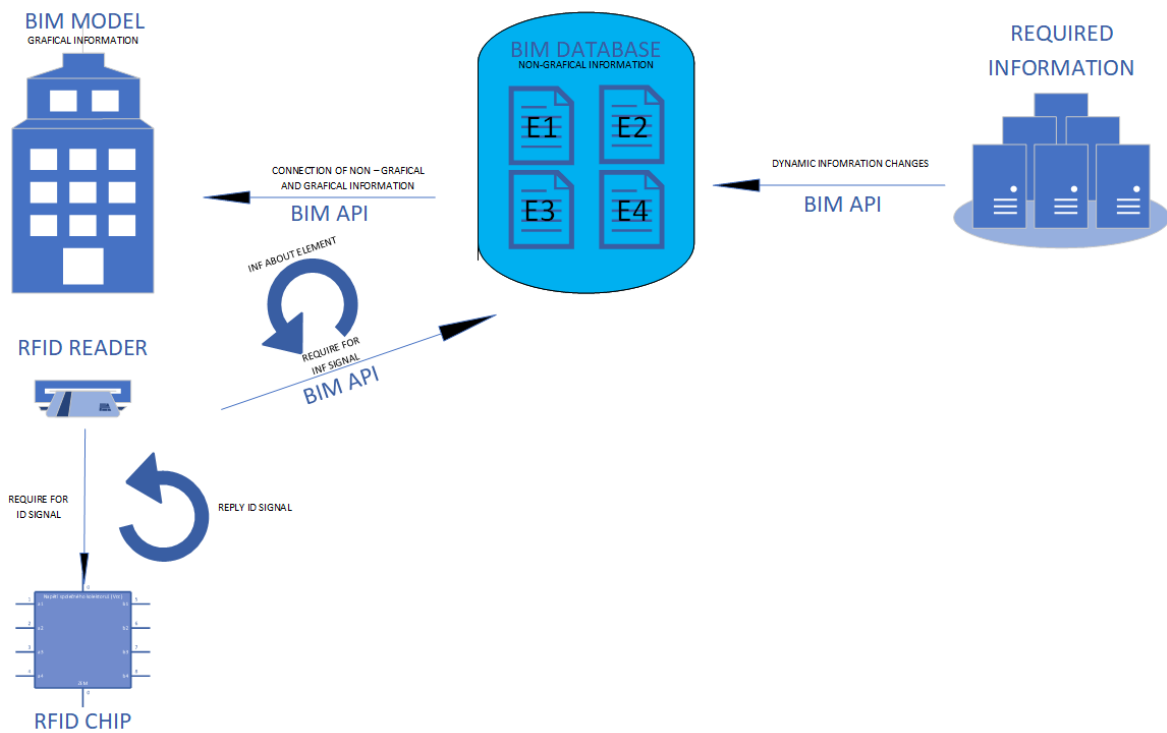 BIM MODEL
GRAFICAL INFORMATION
BIM DATABASE
NON-GRAFICAL INFORMATION
E1
E2
E3
E4
REQUIRED
INFORMATION
CONNECTION OF NON – GRAFICAL
AND GRAFICAL INFORMATION
BIM API
DYNAMIC INFOMRATION CHANGES
BIM API
INF ABOUT ELEMENT
REQUIRE FOR
INF SIGNAL
BIM API
RFID READER
REQUIRE FOR
ID SIGNAL
REPLY ID SIGNAL
RFID CHIP